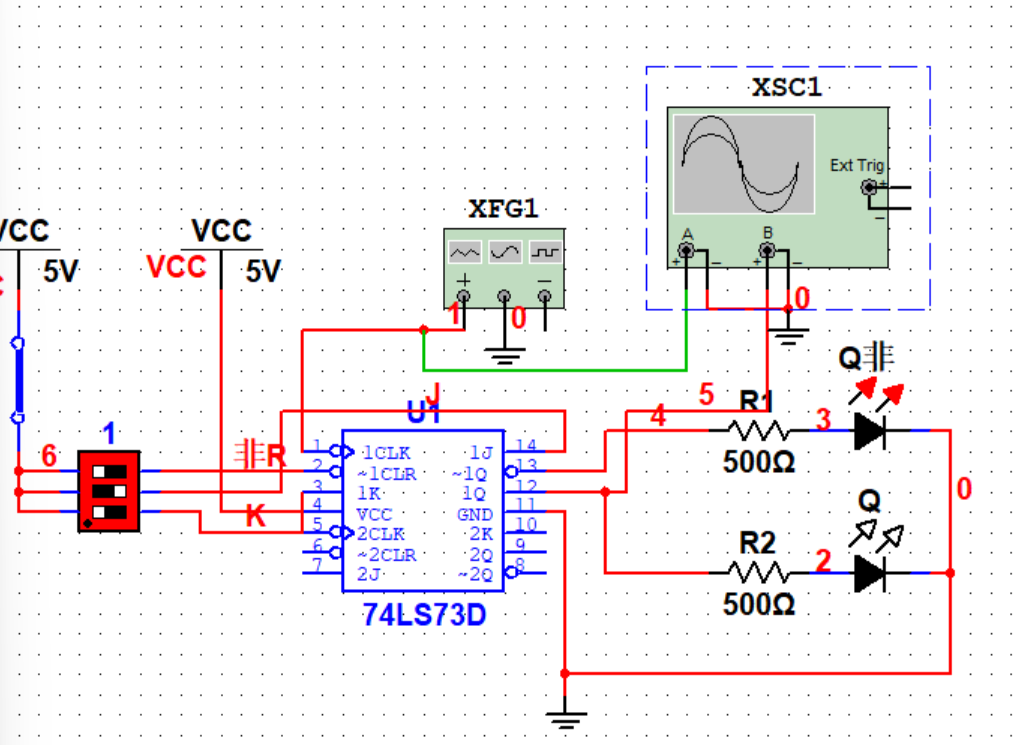 XSC1
Ext Trig
+
−
A
B
+
−
+
−
0
XFG1
+
−
1
0
VCC
5V
VCC
VCC
5V
J
U1
1
6
非R
K
1 1CLK
2 ~1CLR
3 1K
4 VCC
5 2CLK
6 ~2CLR
7 2J
1J 14
~1Q 13
1Q 12
GND 11
2K 10
2Q 9
~2Q 8
74LS73D
5
4
R1
500Ω
3
Q非
R2
500Ω
2
Q
0